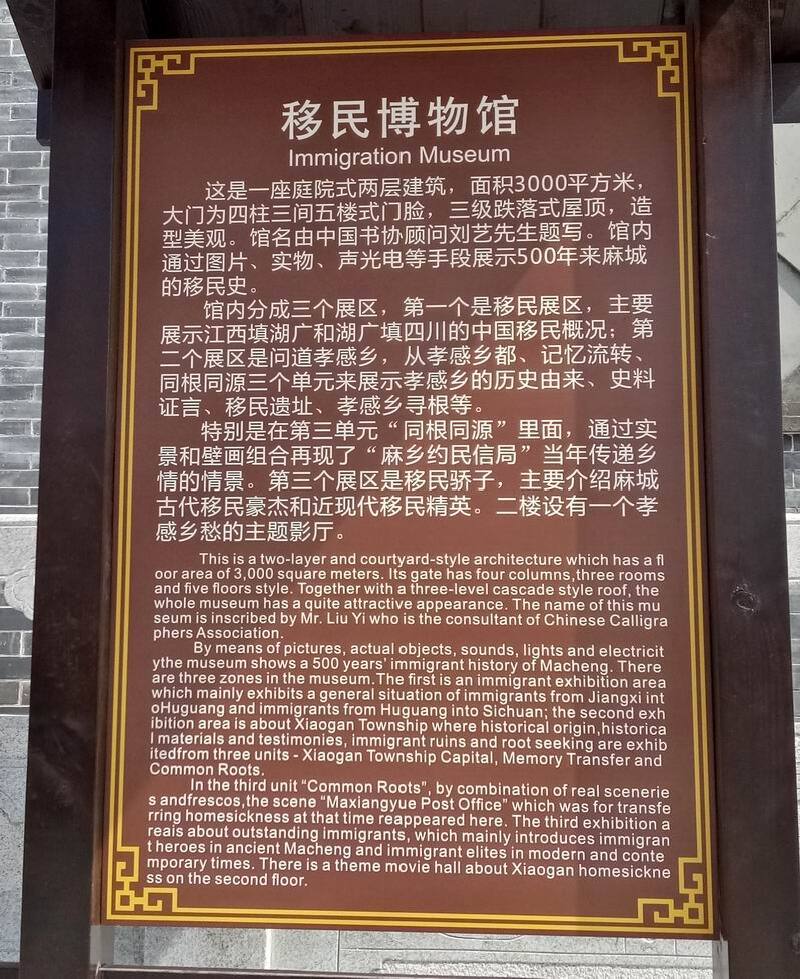 移民博物馆
Immigration Museum
这是一座庭院式两层建筑，面积3000平方米，
大门为四柱三间五楼式门脸，三级跌落式屋顶，造
型美观。馆名由中国书协顾问刘艺先生题写。馆内
通过图片、实物、声光电等手段展示500年来麻城
的移民史。
馆内分成三个展区，第一个是移民展区，主要
展示江西填湖广和湖广填四川的中国移民概况；第
二个展区是问道孝感乡，从孝感乡都、记忆流转、
同根同源三个单元来展示孝感乡的历史由来、史料
证言、移民遗址、孝感乡寻根等。
特别是在第三单元“同根同源”里面，通过实
景和壁画组合再现了“麻乡约民信局”当年传递乡
情的情景。第三个展区是移民骄子，主要介绍麻城
古代移民豪杰和近现代移民精英。二楼设有一个孝
感乡愁的主题影厅。
This is a two-layer and courtyard-style architecture which has a fl
oor area of 3,000 square meters. Its gate has four columns,three rooms
and five floors style. Together with a three-level cascade style roof, the
whole museum has a quite attractive appearance. The name of this mu
seum is inscribed by Mr. Liu Yi who is the consultant of Chinese Calligra
phers Association.
By means of pictures, actual objects, sounds, lights and electricit
ythe museum shows a 500 years' immigrant history of Macheng. There
are three zones in the museum.The first is an immigrant exhibition area
which mainly exhibits a general situation of immigrants from Jiangxi int
oHuguang and immigrants from Huguang into Sichuan; the second exh
ibition area is about Xiaogan Township where historical origin,historica
l materials and testimonies, immigrant ruins and root seeking are exhib
itedfrom three units - Xiaogan Township Capital, Memory Transfer and
Common Roots.
In the third unit “Common Roots”, by combination of real scenerie
s andfrescos,the scene “Maxiangyue Post Office” which was for transfe
rring homesickness at that time reappeared here. The third exhibition a
reais about outstanding immigrants, which mainly introduces immigran
t heroes in ancient Macheng and immigrant elites in modern and conte
mporary times. There is a theme movie hall about Xiaogan homesickne
ss on the second floor.